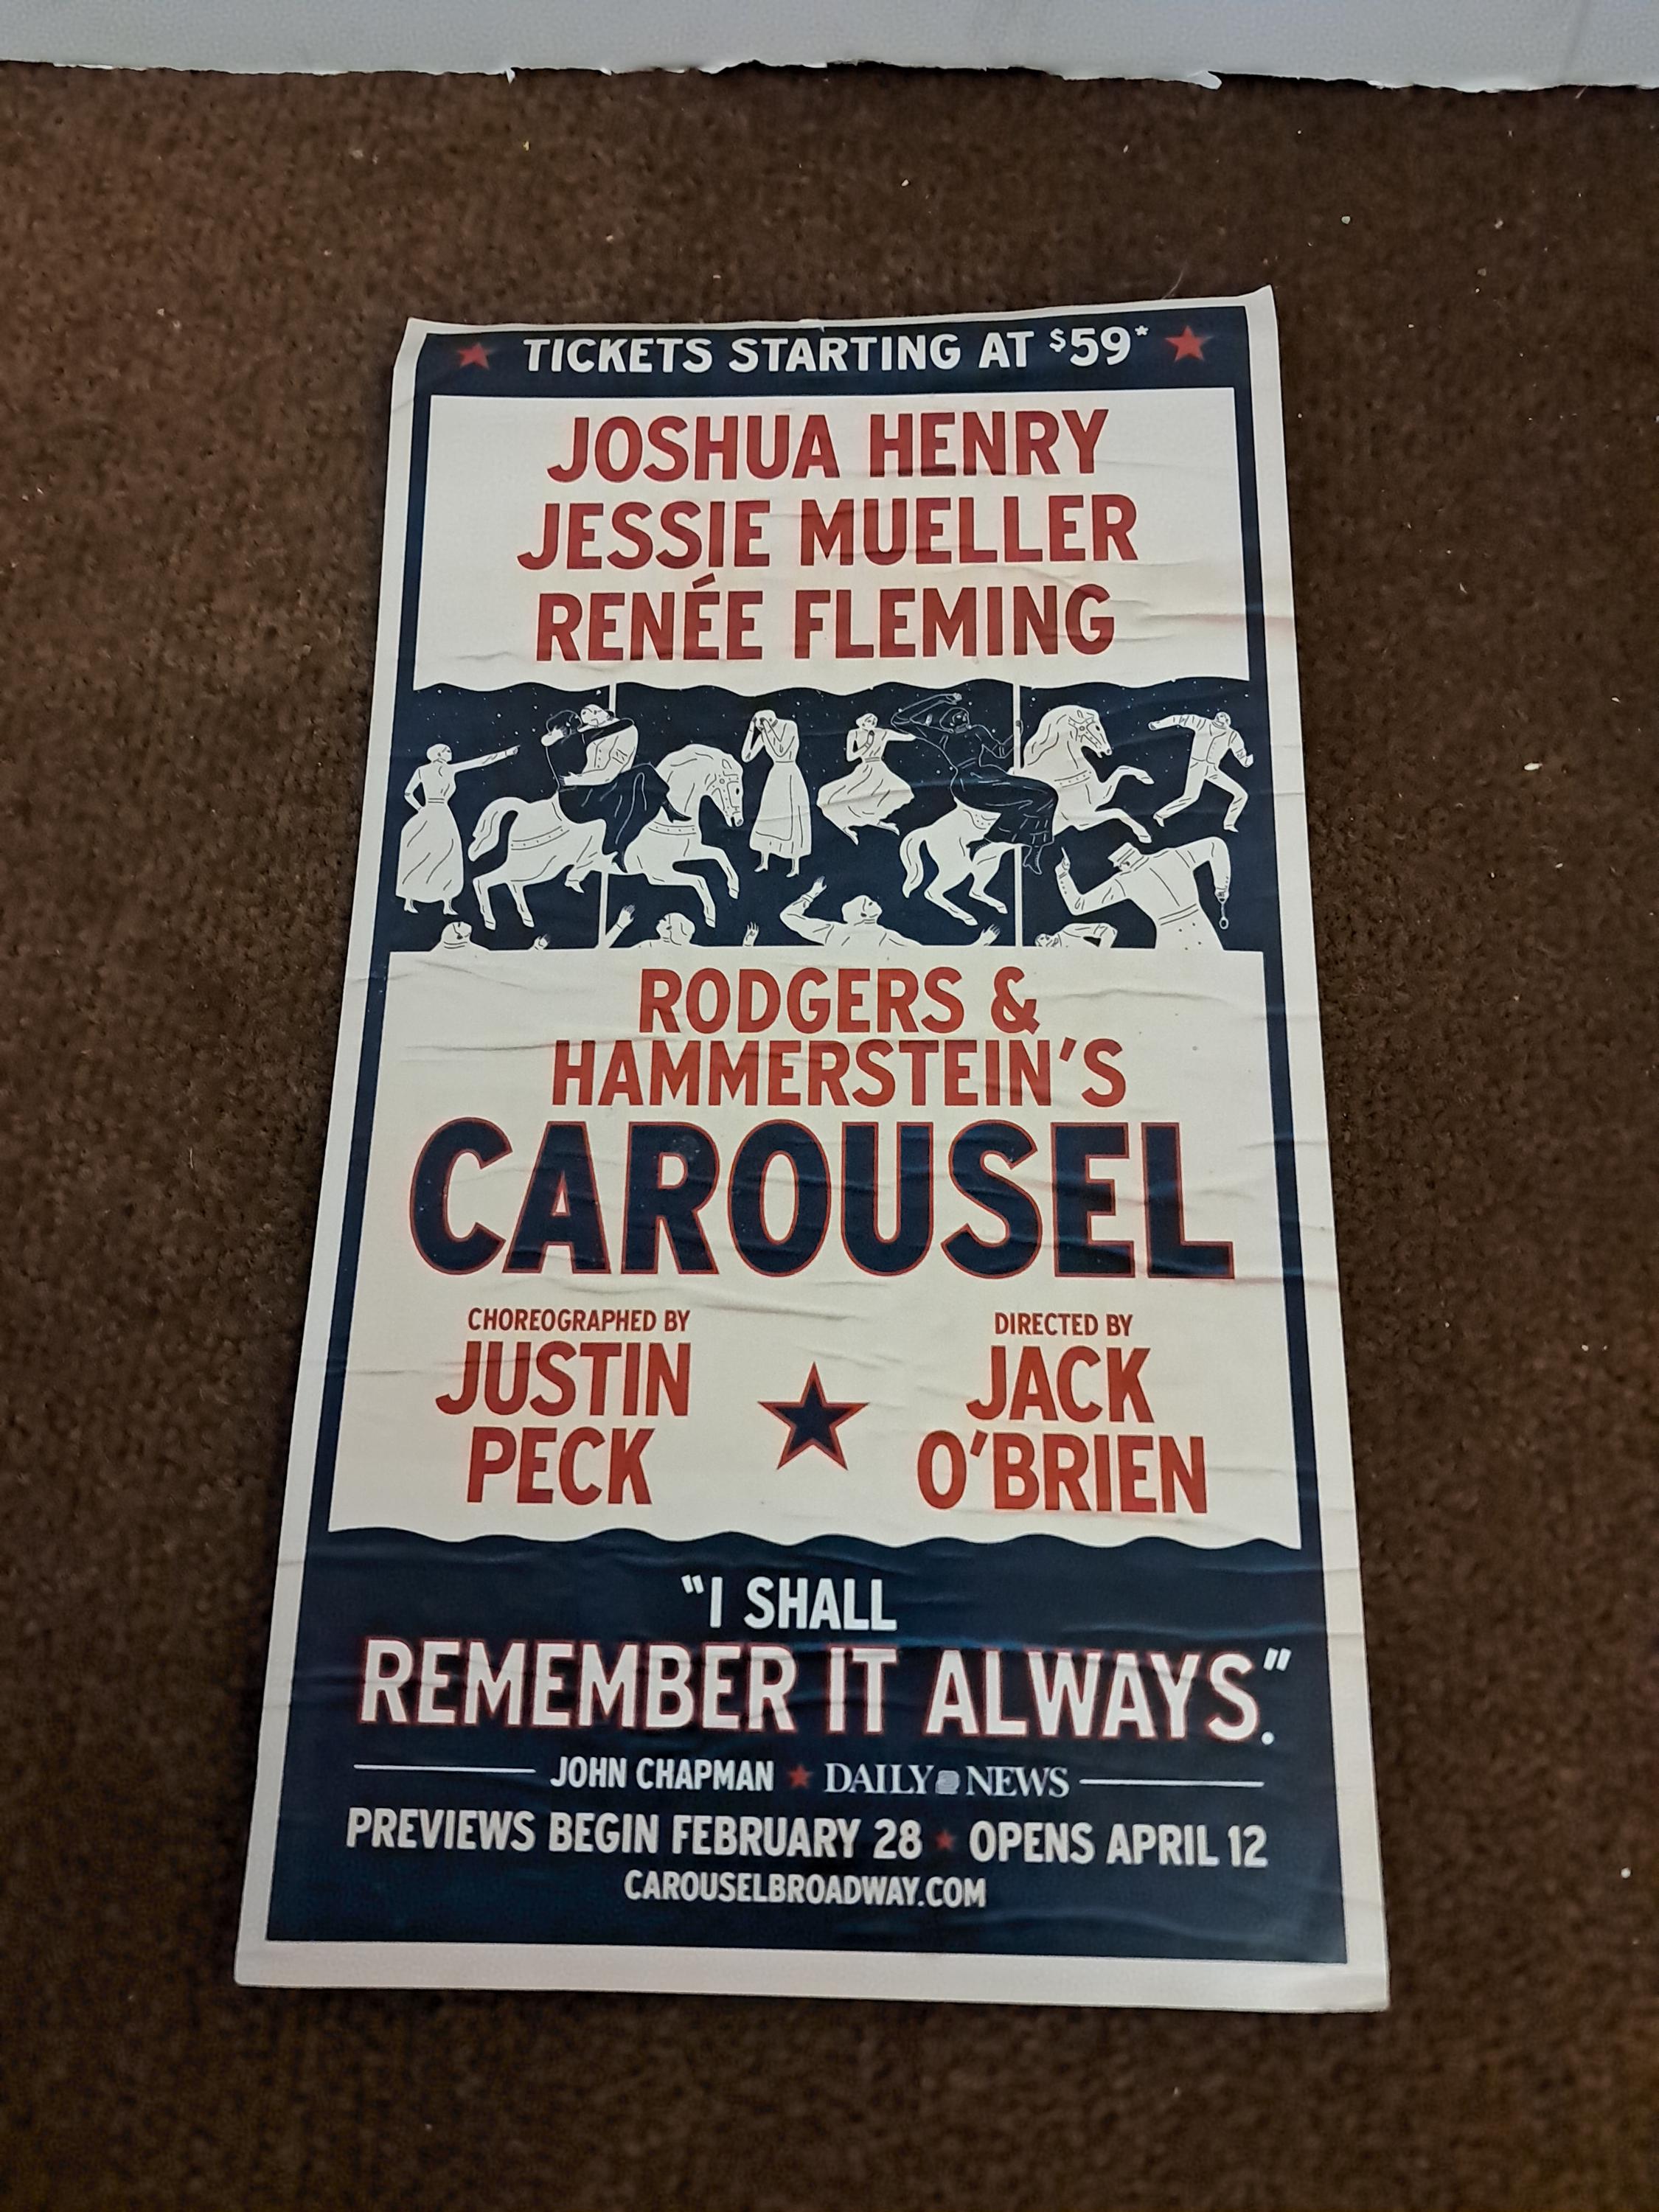 ★ TICKETS STARTING AT $59* ★
JOSHUA HENRY
JESSIE MUELLER
RENÉE FLEMING
RODGERS &
HAMMERSTEIN'S
CAROUSEL
CHOREOGRAPHED BY
JUSTIN
PECK
DIRECTED BY
JACK
O'BRIEN
"I SHALL
REMEMBER IT ALWAYS."
JOHN CHAPMAN ★ DAILY NEWS
PREVIEWS BEGIN FEBRUARY 28 ★ OPENS APRIL 12
CAROUSELBROADWAY.COM